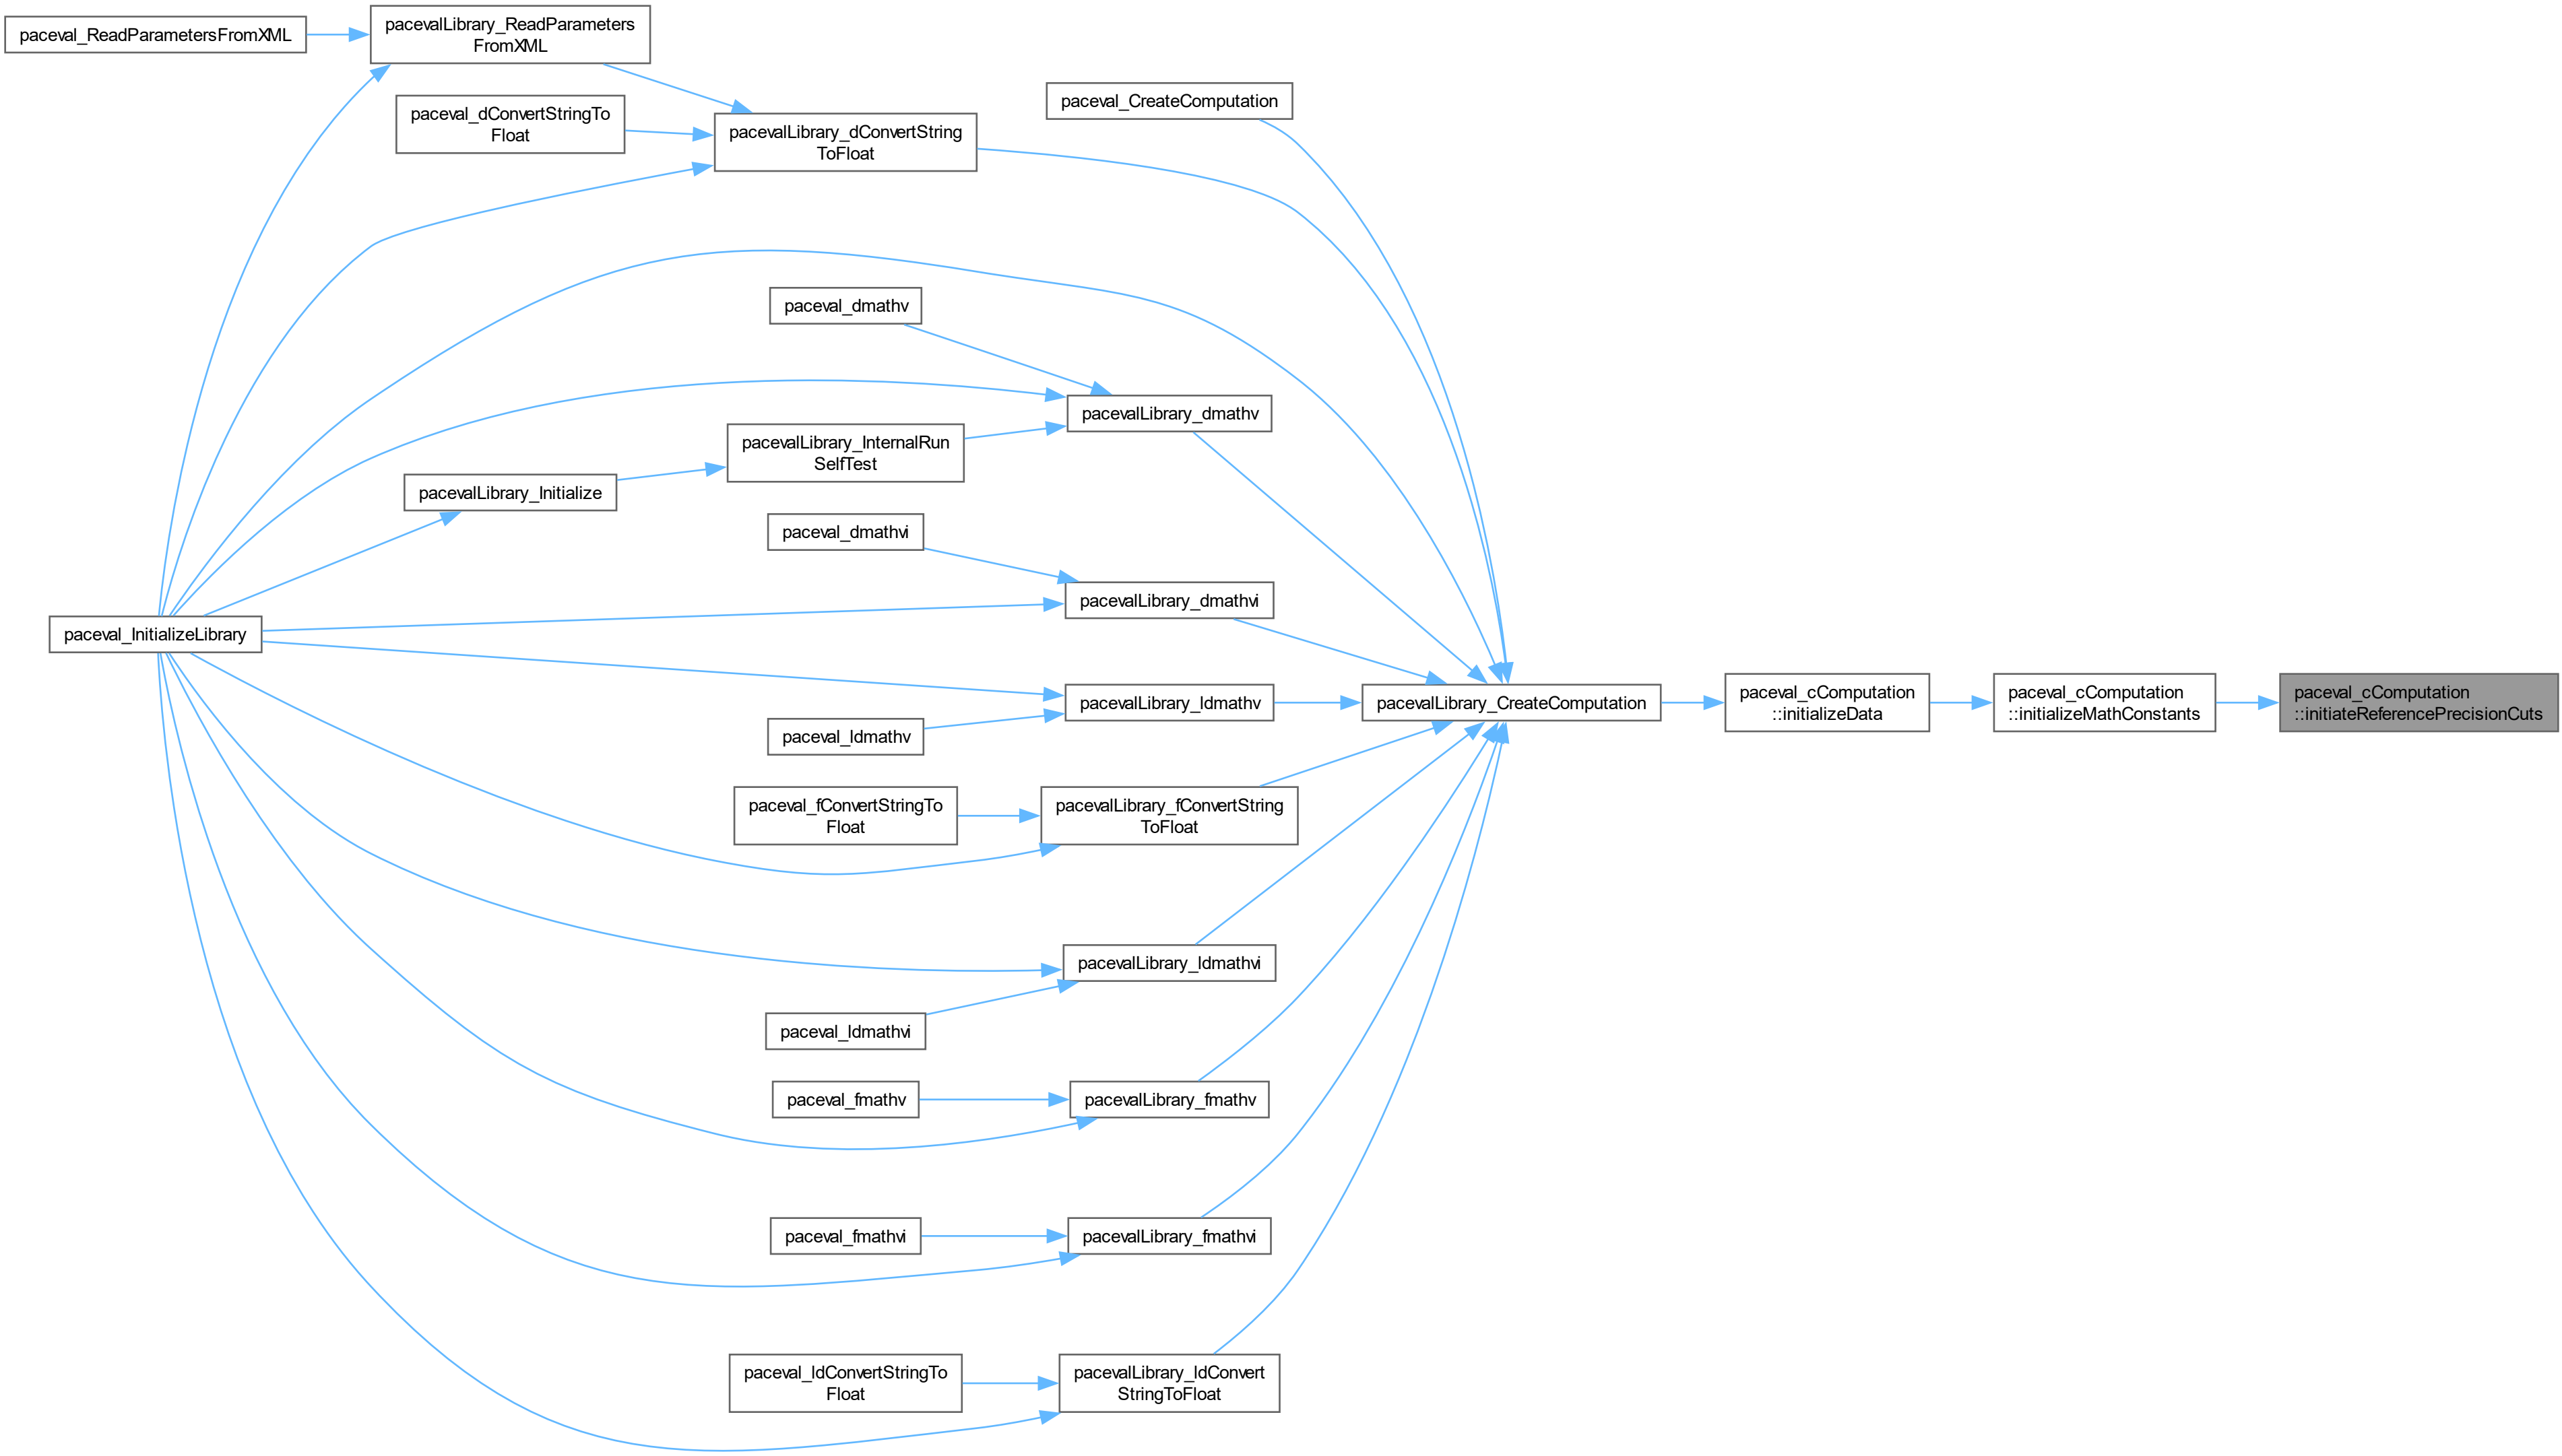 paceval_ReadParametersFromXML
pacevalLibrary_ReadParameters
FromXML
paceval_CreateComputation
paceval_dConvertStringTo
Float
pacevalLibrary_dConvertString
ToFloat
paceval_dmathv
pacevalLibrary_dmathv
pacevalLibrary_InternalRun
SelfTest
pacevalLibrary_Initialize
paceval_dmathvi
pacevalLibrary_dmathvi
paceval_InitializeLibrary
pacevalLibrary_ldmathv
paceval_ldmathv
pacevalLibrary_CreateComputation
paceval_cComputation
::initializeData
paceval_cComputation
::initializeMathConstants
paceval_cComputation
::initiateReferencePrecisionCuts
paceval_fConvertStringTo
Float
pacevalLibrary_fConvertString
ToFloat
pacevalLibrary_ldmathvi
paceval_ldmathvi
paceval_fmathv
pacevalLibrary_fmathv
paceval_fmathvi
pacevalLibrary_fmathvi
paceval_ldConvertStringTo
Float
pacevalLibrary_ldConvert
StringToFloat